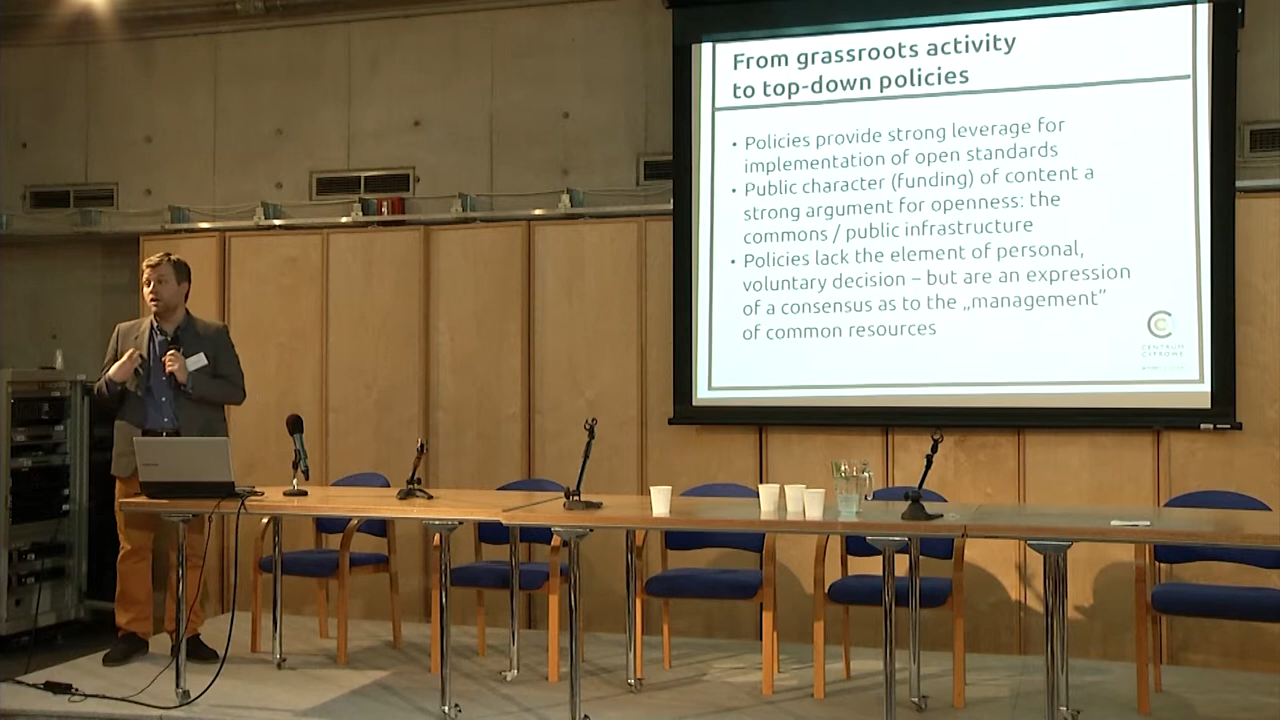 From grassroots activity
to top-down policies
• Policies provide strong leverage for
implementation of open standards
• Public character (funding) of content a
strong argument for openness: the
commons / public infrastructure
• Policies lack the element of personal,
voluntary decision – but are an expression
of a consensus as to the „management”
of common resources
CENTRUM
CYFROWE